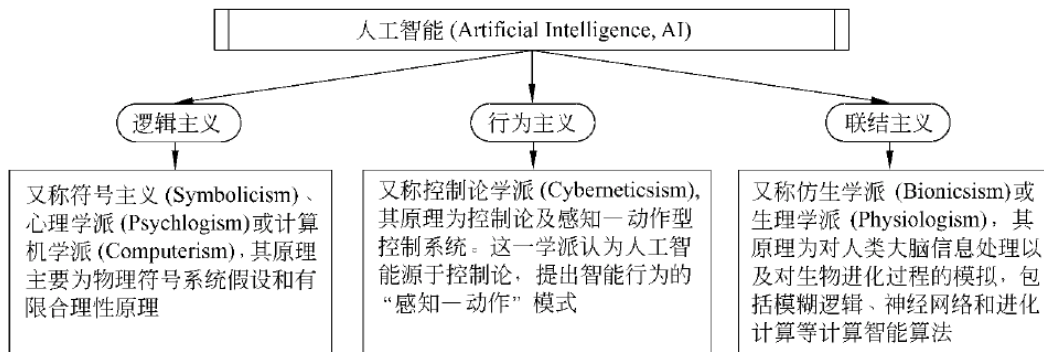 人工智能 (Artificial Intelligence, AI)
逻辑主义
行为主义
联结主义
又称符号主义 (Symbolicism)、
心理学派 (Psychlogism)或计算
机学派 (Computerism)，其原理
主要为物理符号系统假设和有
限合理性原理
又称控制论学派 (Cyberneticsism),
其原理为控制论及感知—动作型
控制系统。这一学派认为人工智
能源于控制论，提出智能行为的
“感知—动作”模式
又称仿生学派 (Bionicsism)或
生理学派 (Physiologism)，其
原理为对人类大脑信息处理以
及对生物进化过程的模拟，包
括模糊逻辑、神经网络和进化
计算等计算智能算法